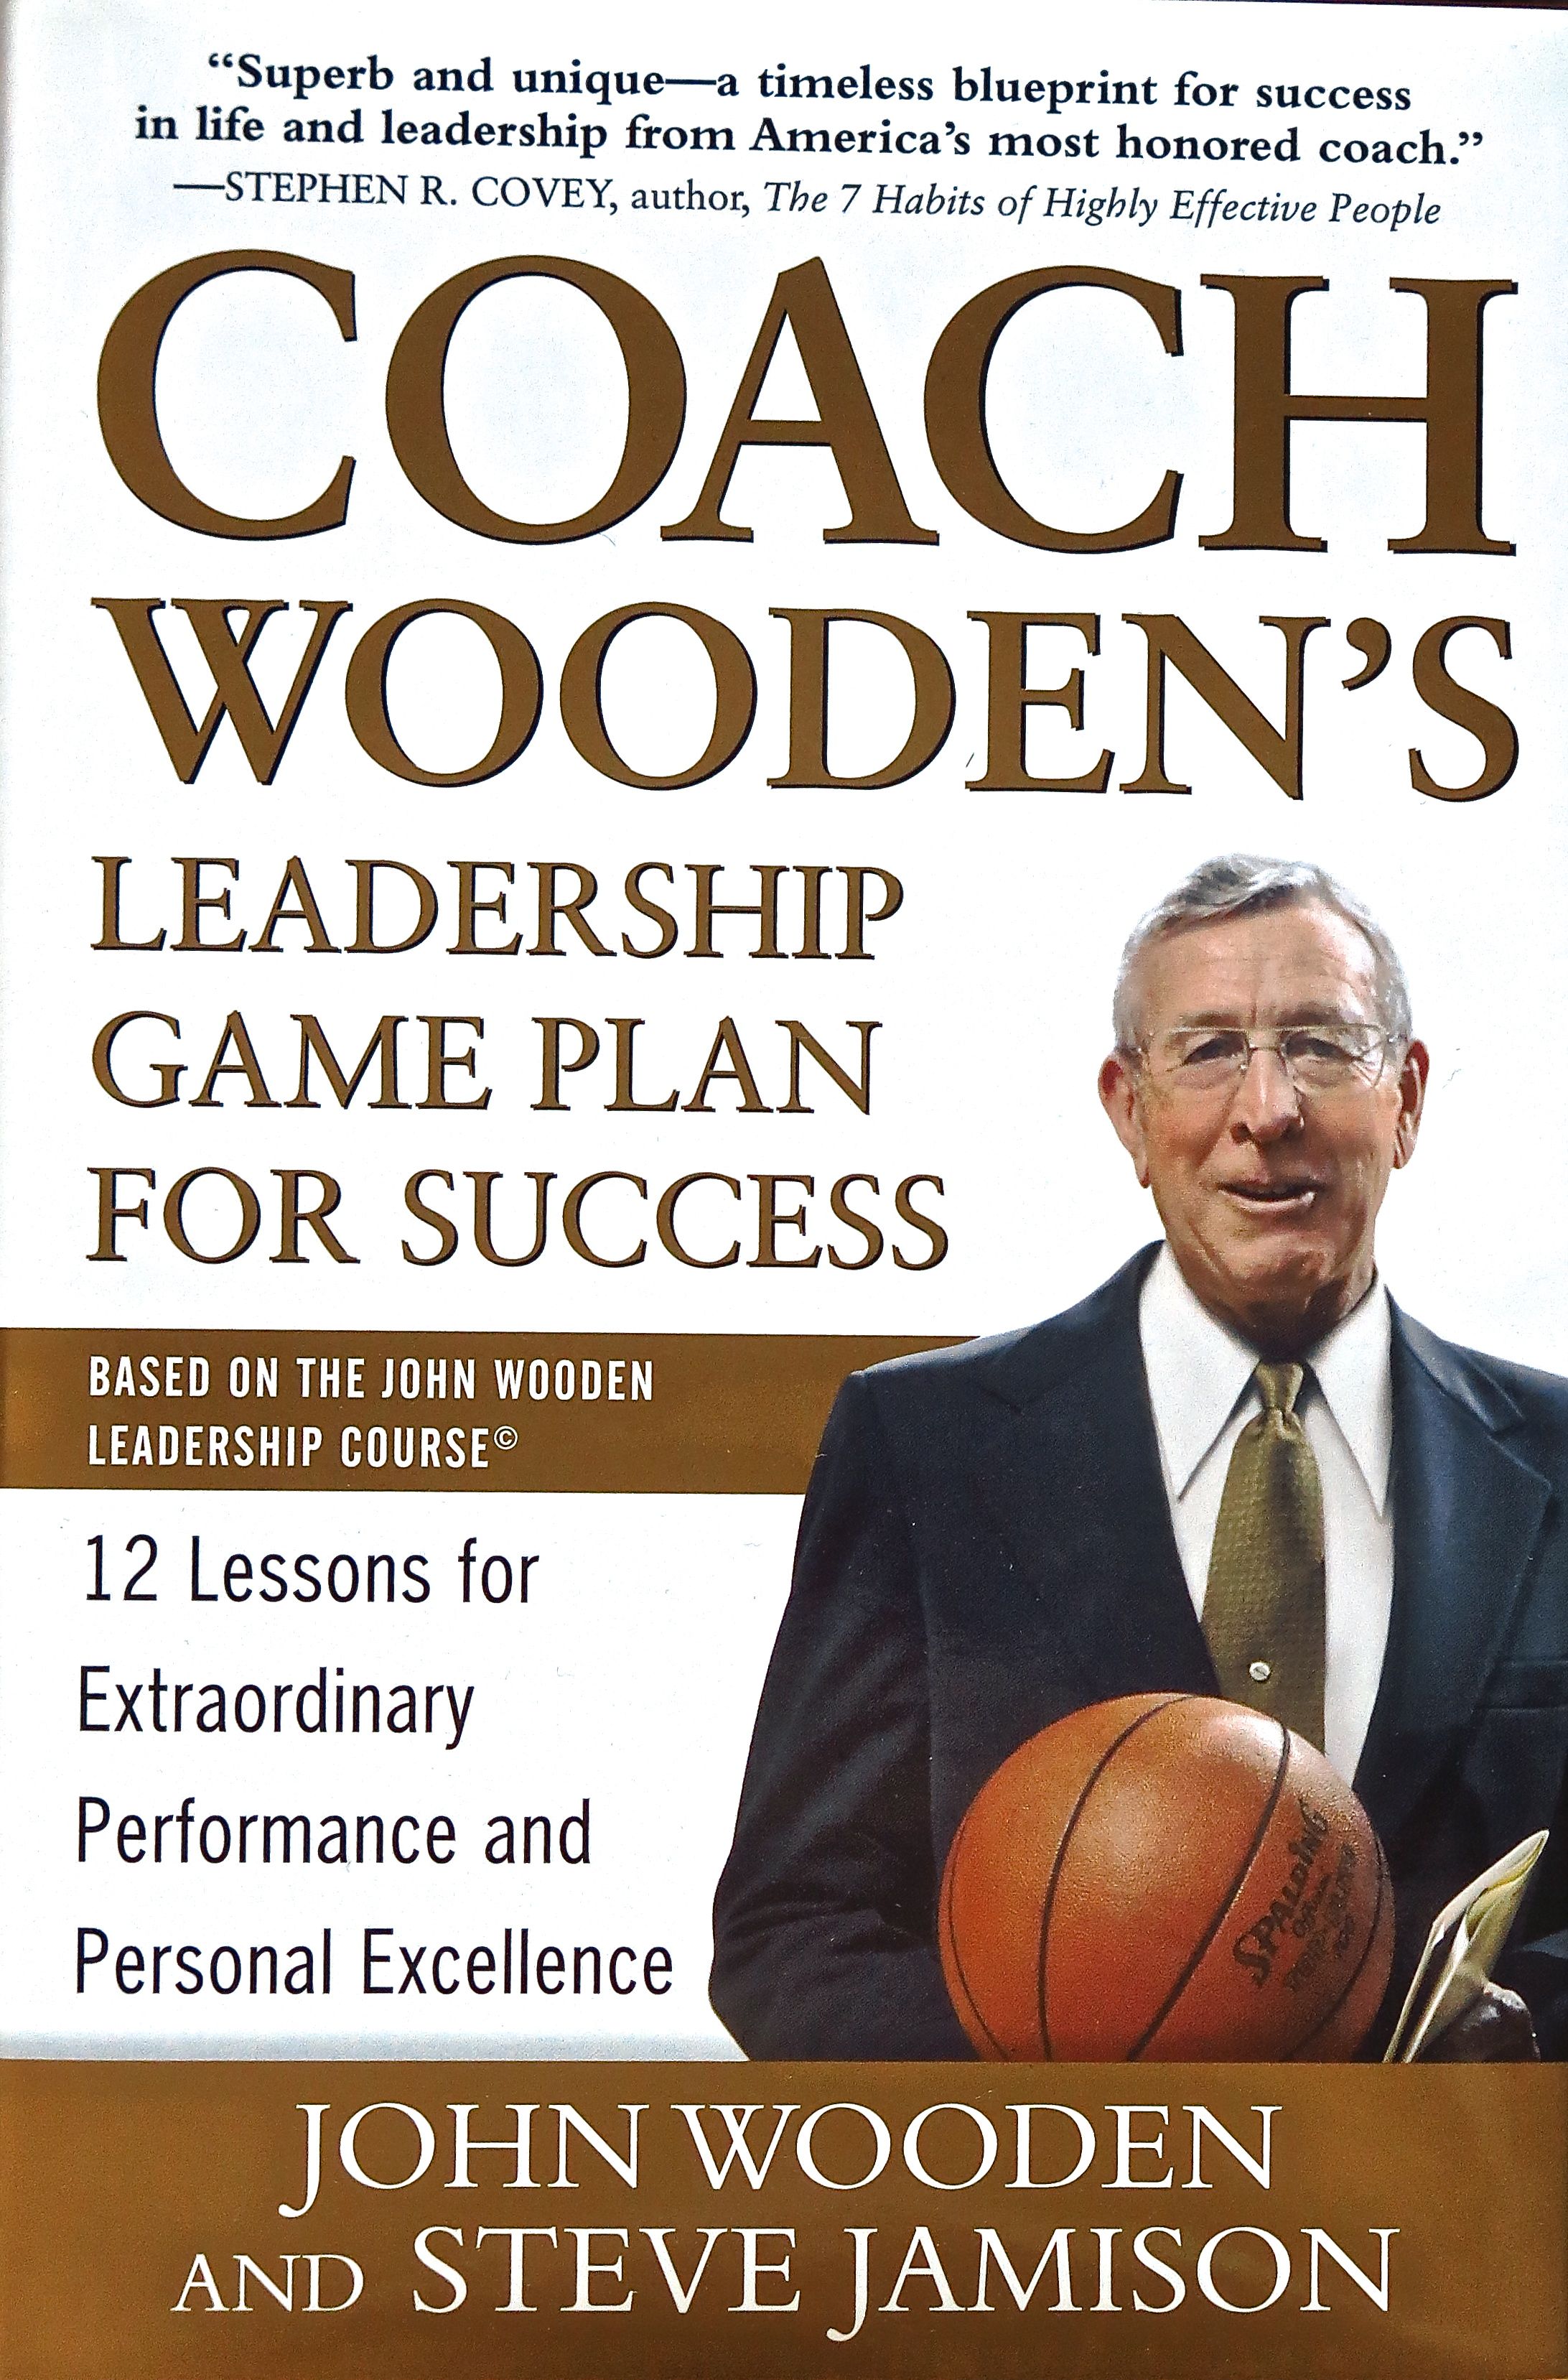 “Superb and unique—a timeless blueprint for success
in life and leadership from America’s most honored coach.”
—STEPHEN R. COVEY, author, The 7 Habits of Highly Effective People
COACH
WOODEN’S
LEADERSHIP
GAME PLAN
FOR SUCCESS
BASED ON THE JOHN WOODEN
LEADERSHIP COURSE©
12 Lessons for
Extraordinary
Performance and
Personal Excellence
SPALDING
JOHN WOODEN
AND STEVE JAMISON